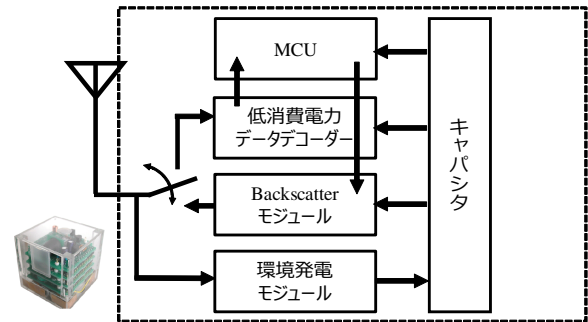 MCU
低消費電力
データデコーダー
Backscatter
モジュール
環境発電
モジュール
キャパシタ